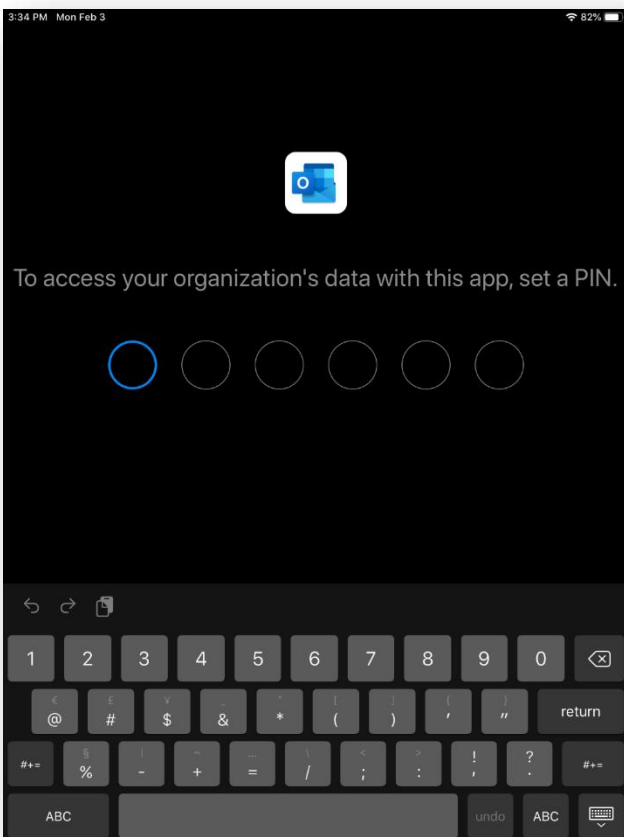 3:34 PM Mon Feb 3 82%
O
To access your organization's data with this app, set a PIN.
1 2 3 4 5 6 7 8 9 0
€ £ ¥ _ ^ [ ] { }
@ # $ & * ( ) ' " return
§ | ~ … \ < > ! ?
#+= % - + = / ; : , . #+=
ABC undo ABC